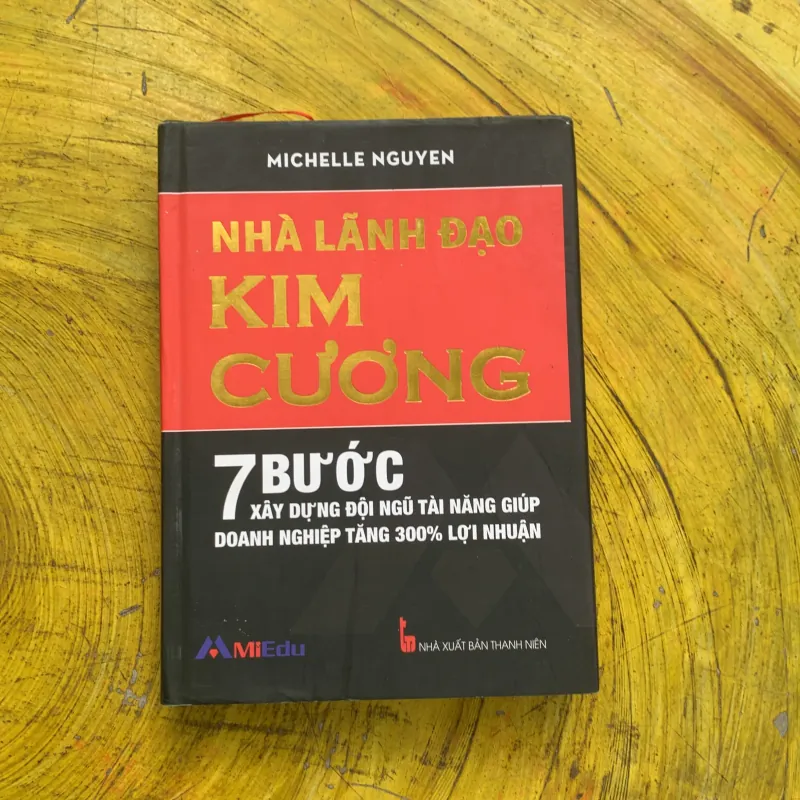 MICHELLE NGUYEN
NHÀ LÃNH ĐẠO
KIM
CƯƠNG
7 BƯỚC
XÂY DỰNG ĐỘI NGŨ TÀI NĂNG GIÚP
DOANH NGHIỆP TĂNG 300% LỢI NHUẬN
MiEdu
NHÀ XUẤT BẢN THANH NIÊN